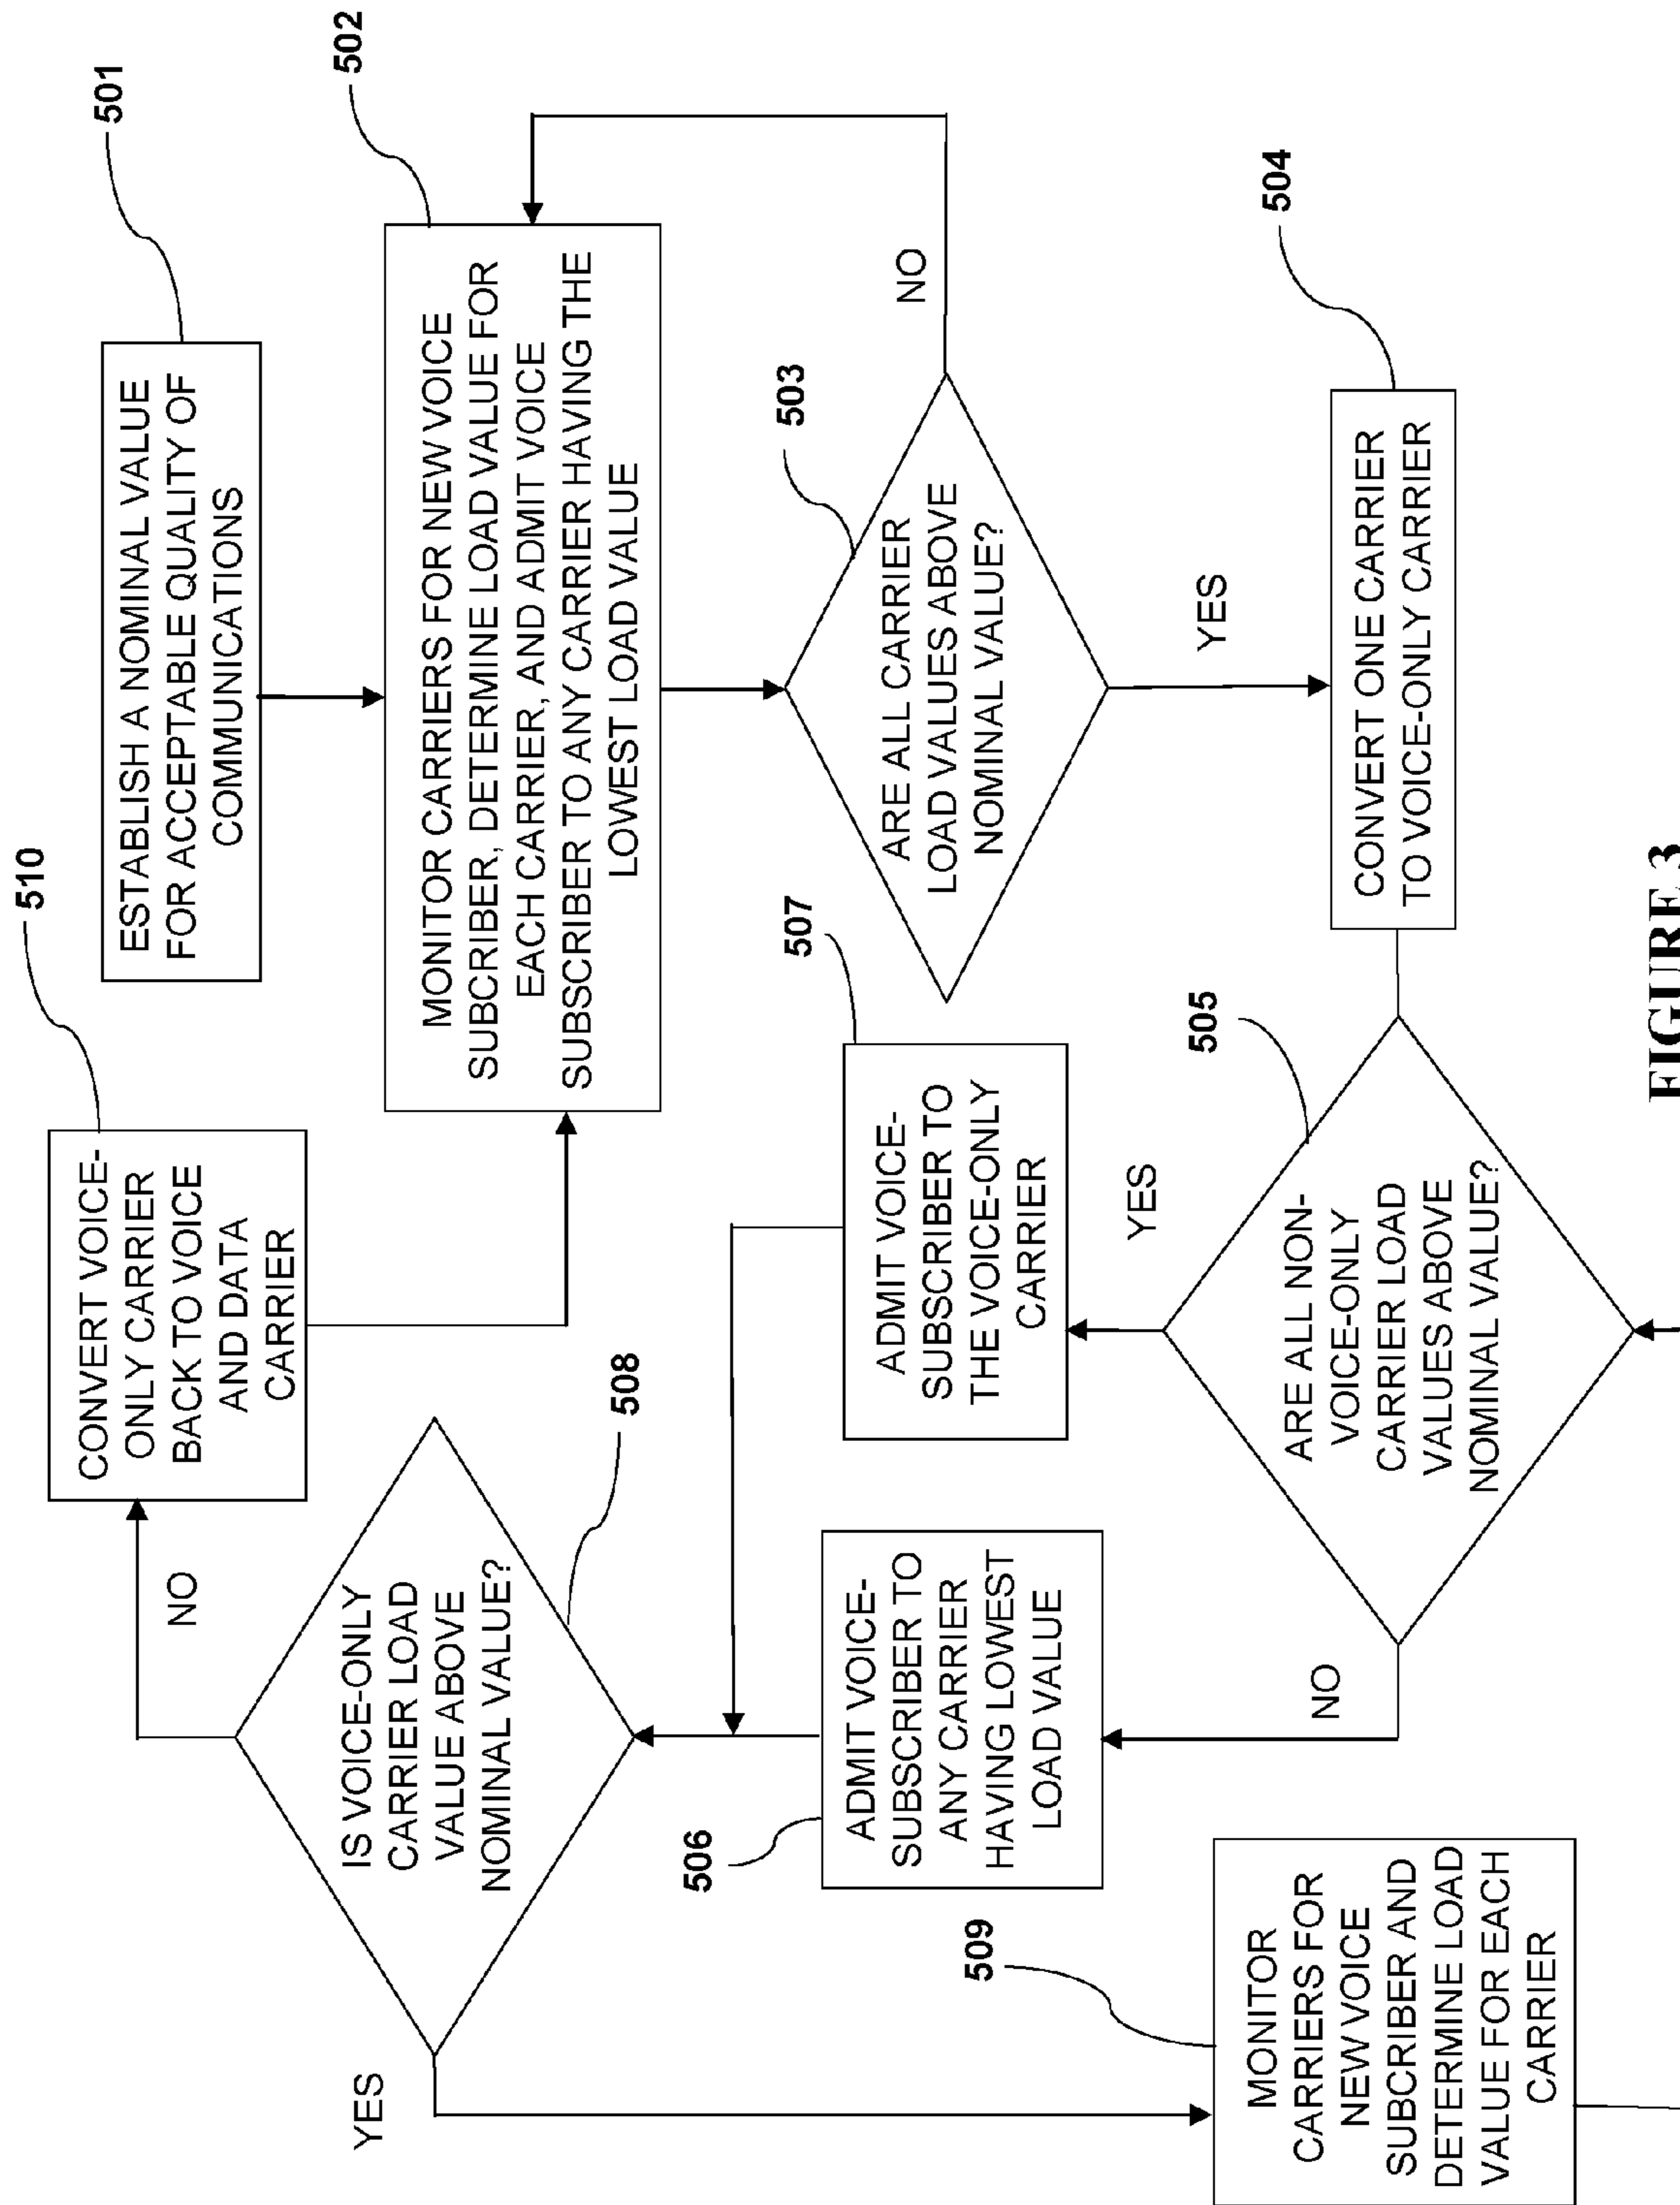 501
ESTABLISH A NOMINAL VALUE
FOR ACCEPTABLE QUALITY OF
COMMUNICATIONS
502
MONITOR CARRIERS FOR NEW VOICE
SUBCRIBER, DETERMINE LOAD VALUE FOR
EACH CARRIER, AND ADMIT VOICE
SUBSCRIBER TO ANY CARRIER HAVING THE
LOWEST LOAD VALUE
503
ARE ALL CARRIER
LOAD VALUES ABOVE
NOMINAL VALUE?
NO
YES
504
CONVERT ONE CARRIER
TO VOICE-ONLY CARRIER
505
ARE ALL NON-
VOICE-ONLY
CARRIER LOAD
VALUES ABOVE
NOMINAL VALUE?
YES
NO
507
ADMIT VOICE-
SUBSCRIBER TO
THE VOICE-ONLY
CARRIER
506
ADMIT VOICE-
SUBSCRIBER TO
ANY CARRIER
HAVING LOWEST
LOAD VALUE
508
IS VOICE-ONLY
CARRIER LOAD
VALUE ABOVE
NOMINAL VALUE?
NO
YES
510
CONVERT VOICE-
ONLY CARRIER
BACK TO VOICE
AND DATA
CARRIER
509
MONITOR
CARRIERS FOR
NEW VOICE
SUBCRIBER AND
DETERMINE LOAD
VALUE FOR EACH
CARRIER
FIGURE 3